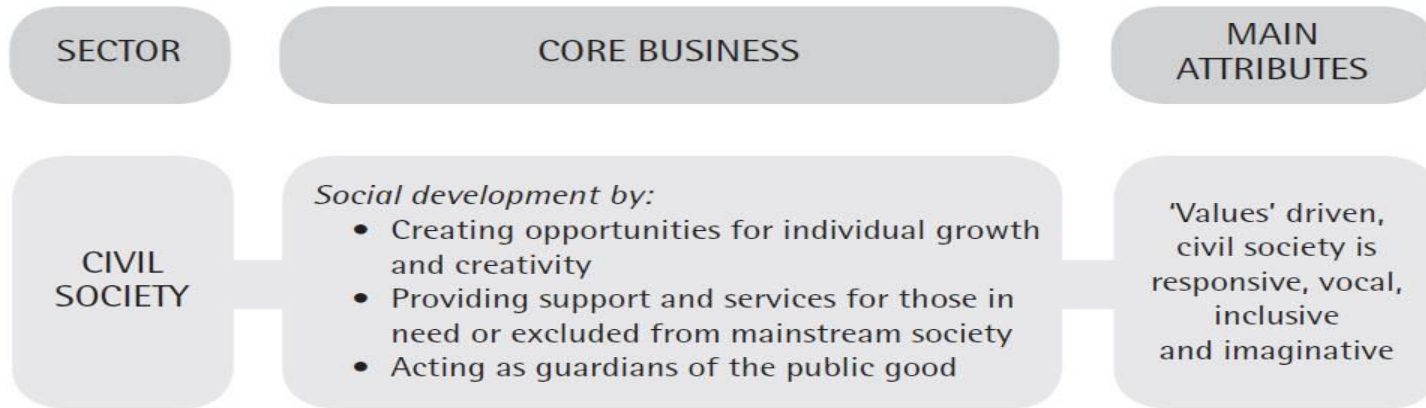 SECTOR
CORE BUSINESS
MAIN
ATTRIBUTES
CIVIL
SOCIETY
Social development by:
• Creating opportunities for individual growth
and creativity
• Providing support and services for those in
need or excluded from mainstream society
• Acting as guardians of the public good
‘Values’ driven,
civil society is
responsive, vocal,
inclusive
and imaginative